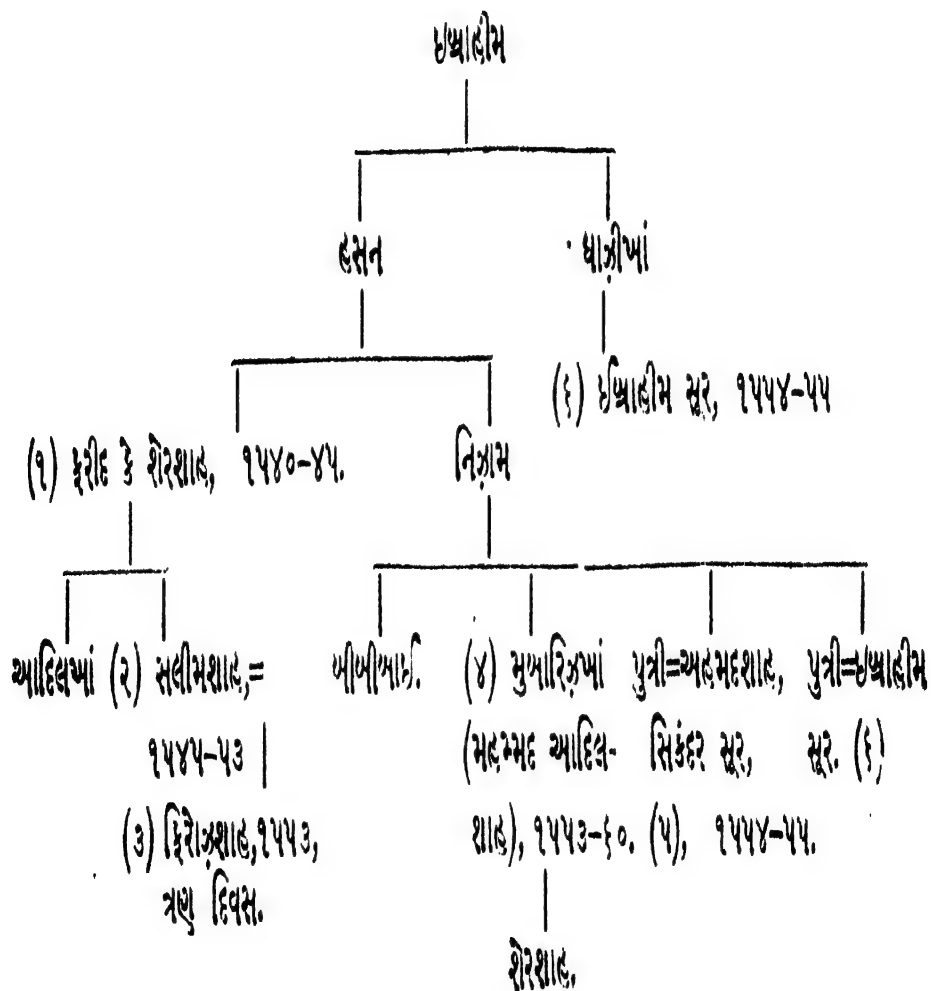 ઇબ્રાહીમ
હસન ઘાઝીખાં
(૬) ઈબ્રાહીમ સૂર, ૧૫૫૪-૫૫
(૧) ફરીદ કે શેરશાહ, ૧૫૪૦-૪૫. નિઝામ
આદિલખાં (૨) સલીમશાહ,= બીબીબાઈ. (૪) મુબારિઝખાં પુત્રી=અહમદશાહ, પુત્રી=ઇબ્રાહીમ
૧૫૪૫-૫૩ (મહમ્મદ આદિલ- સિકંદર સૂર, સૂર. (૬)
(૩) ફિરોઝશાહ,૧૫૫૩, શાહ), ૧૫૫૩-૬૦. (૫), ૧૫૫૪-૫૫.
ત્રણ દિવસ.
શેરશાહ.